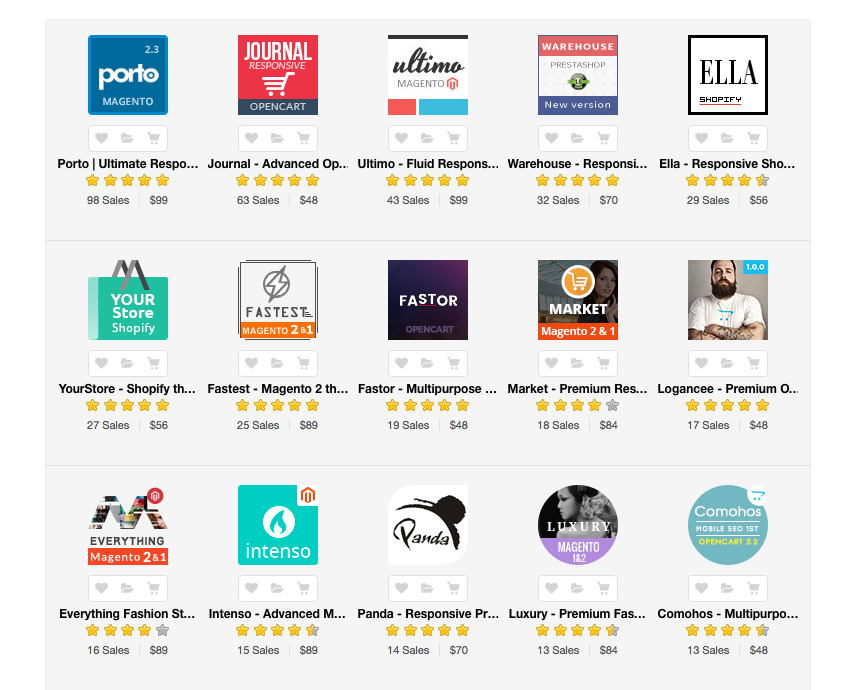 2.3
porto
MAGENTO
JOURNAL
RESPONSIVE
OPENCART
ultimo
MAGENTO
WAREHOUSE
PRESTASHOP
New version
ELLA
SHOPIFY
Porto | Ultimate Respo...
Journal - Advanced Op...
Ultimo - Fluid Respons...
Warehouse - Responsi...
Ella - Responsive Sho...
98 Sales $99
63 Sales $48
43 Sales $99
32 Sales $70
29 Sales $56
YOUR
Store
Shopify
FASTEST
MAGENTO 2&1
FASTOR
OPENCART
MARKET
Magento 2 & 1
1.0.0
YourStore - Shopify th...
Fastest - Magento 2 th...
Fastor - Multipurpose ...
Market - Premium Res...
Logancee - Premium O...
27 Sales $56
25 Sales $89
19 Sales $48
18 Sales $84
17 Sales $48
EVERYTHING
Magento 2&1
intenso
Panda
LUXURY
MAGENTO
1&2
Comohos
MOBILE SEO 1ST
OPENCART 2.2
Everything Fashion St...
Intenso - Advanced M...
Panda - Responsive Pr...
Luxury - Premium Fas...
Comohos - Multipurpo...
16 Sales $89
15 Sales $89
14 Sales $70
13 Sales $84
13 Sales $48